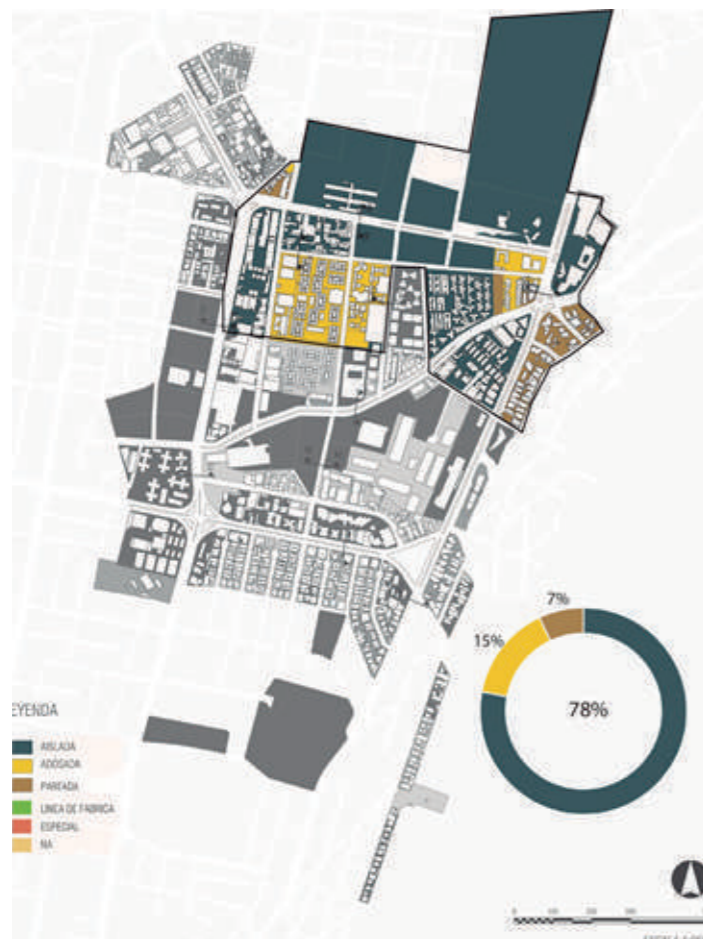 7%
15%
78%
EYENDA
AISLADA
ADOSADA
PAREADA
LINEA DE FABRICA
ESPECIAL
NA